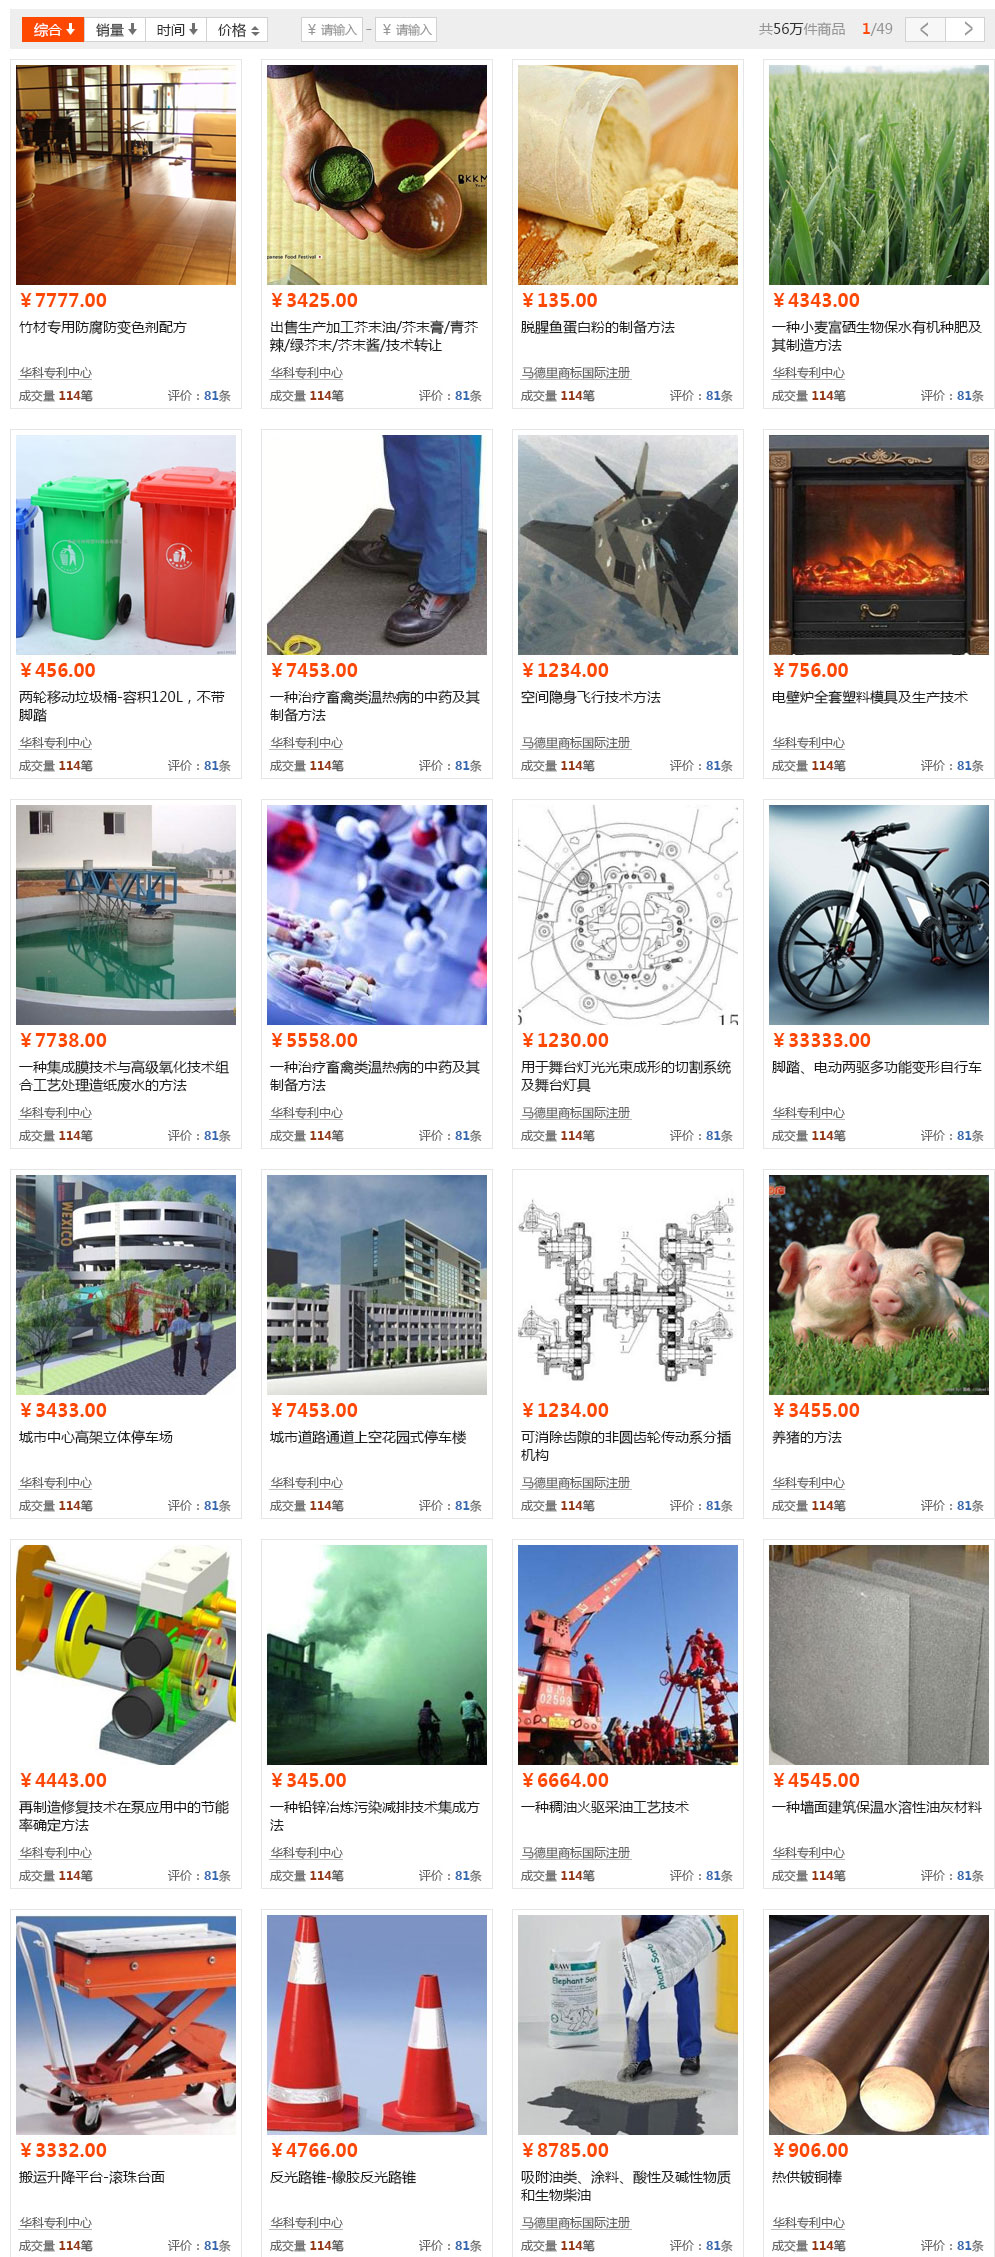 综合 销量 时间 价格 ¥ 请输入 - ¥ 请输入 共56万件商品 1/49
KKM
Japanese Food Festival
¥7777.00 ¥3425.00 ¥135.00 ¥4343.00
竹材专用防腐防变色剂配方 出售生产加工芥末油/芥末膏/青芥 脱腥鱼蛋白粉的制备方法 一种小麦富硒生物保水有机种肥及
辣/绿芥末/芥末酱/技术转让 其制造方法
华科专利中心 华科专利中心 马德里商标国际注册 华科专利中心
成交量 114笔 评价：81条 成交量 114笔 评价：81条 成交量 114笔 评价：81条 成交量 114笔 评价：81条
¥456.00 ¥7453.00 ¥1234.00 ¥756.00
两轮移动垃圾桶-容积120L，不带 一种治疗畜禽类温热病的中药及其 空间隐身飞行技术方法 电壁炉全套塑料模具及生产技术
脚踏 制备方法
华科专利中心 华科专利中心 马德里商标国际注册 华科专利中心
成交量 114笔 评价：81条 成交量 114笔 评价：81条 成交量 114笔 评价：81条 成交量 114笔 评价：81条
15
¥7738.00 ¥5558.00 ¥1230.00 ¥33333.00
一种集成膜技术与高级氧化技术组 一种治疗畜禽类温热病的中药及其 用于舞台灯光光束成形的切割系统 脚踏、电动两驱多功能变形自行车
合工艺处理造纸废水的方法 制备方法 及舞台灯具
华科专利中心 华科专利中心 马德里商标国际注册 华科专利中心
成交量 114笔 评价：81条 成交量 114笔 评价：81条 成交量 114笔 评价：81条 成交量 114笔 评价：81条
MEXICO
¥3433.00 ¥7453.00 ¥1234.00 ¥3455.00
城市中心高架立体停车场 城市道路通道上空花园式停车楼 可消除齿隙的非圆齿轮传动系分插 养猪的方法
机构
华科专利中心 华科专利中心 马德里商标国际注册 华科专利中心
成交量 114笔 评价：81条 成交量 114笔 评价：81条 成交量 114笔 评价：81条 成交量 114笔 评价：81条
02593
¥4443.00 ¥345.00 ¥6664.00 ¥4545.00
再制造修复技术在泵应用中的节能 一种铅锌冶炼污染减排技术集成方 一种稠油火驱采油工艺技术 一种墙面建筑保温水溶性油灰材料
率确定方法 法
华科专利中心 华科专利中心 马德里商标国际注册 华科专利中心
成交量 114笔 评价：81条 成交量 114笔 评价：81条 成交量 114笔 评价：81条 成交量 114笔 评价：81条
RAW
Elephant Sorb
phant Sorb
¥3332.00 ¥4766.00 ¥8785.00 ¥906.00
搬运升降平台-滚珠台面 反光路锥-橡胶反光路锥 吸附油类、涂料、酸性及碱性物质 热供铍铜棒
和生物柴油
华科专利中心 华科专利中心 马德里商标国际注册 华科专利中心
成交量 114笔 评价：81条 成交量 114笔 评价：81条 成交量 114笔 评价：81条 成交量 114笔 评价：81条